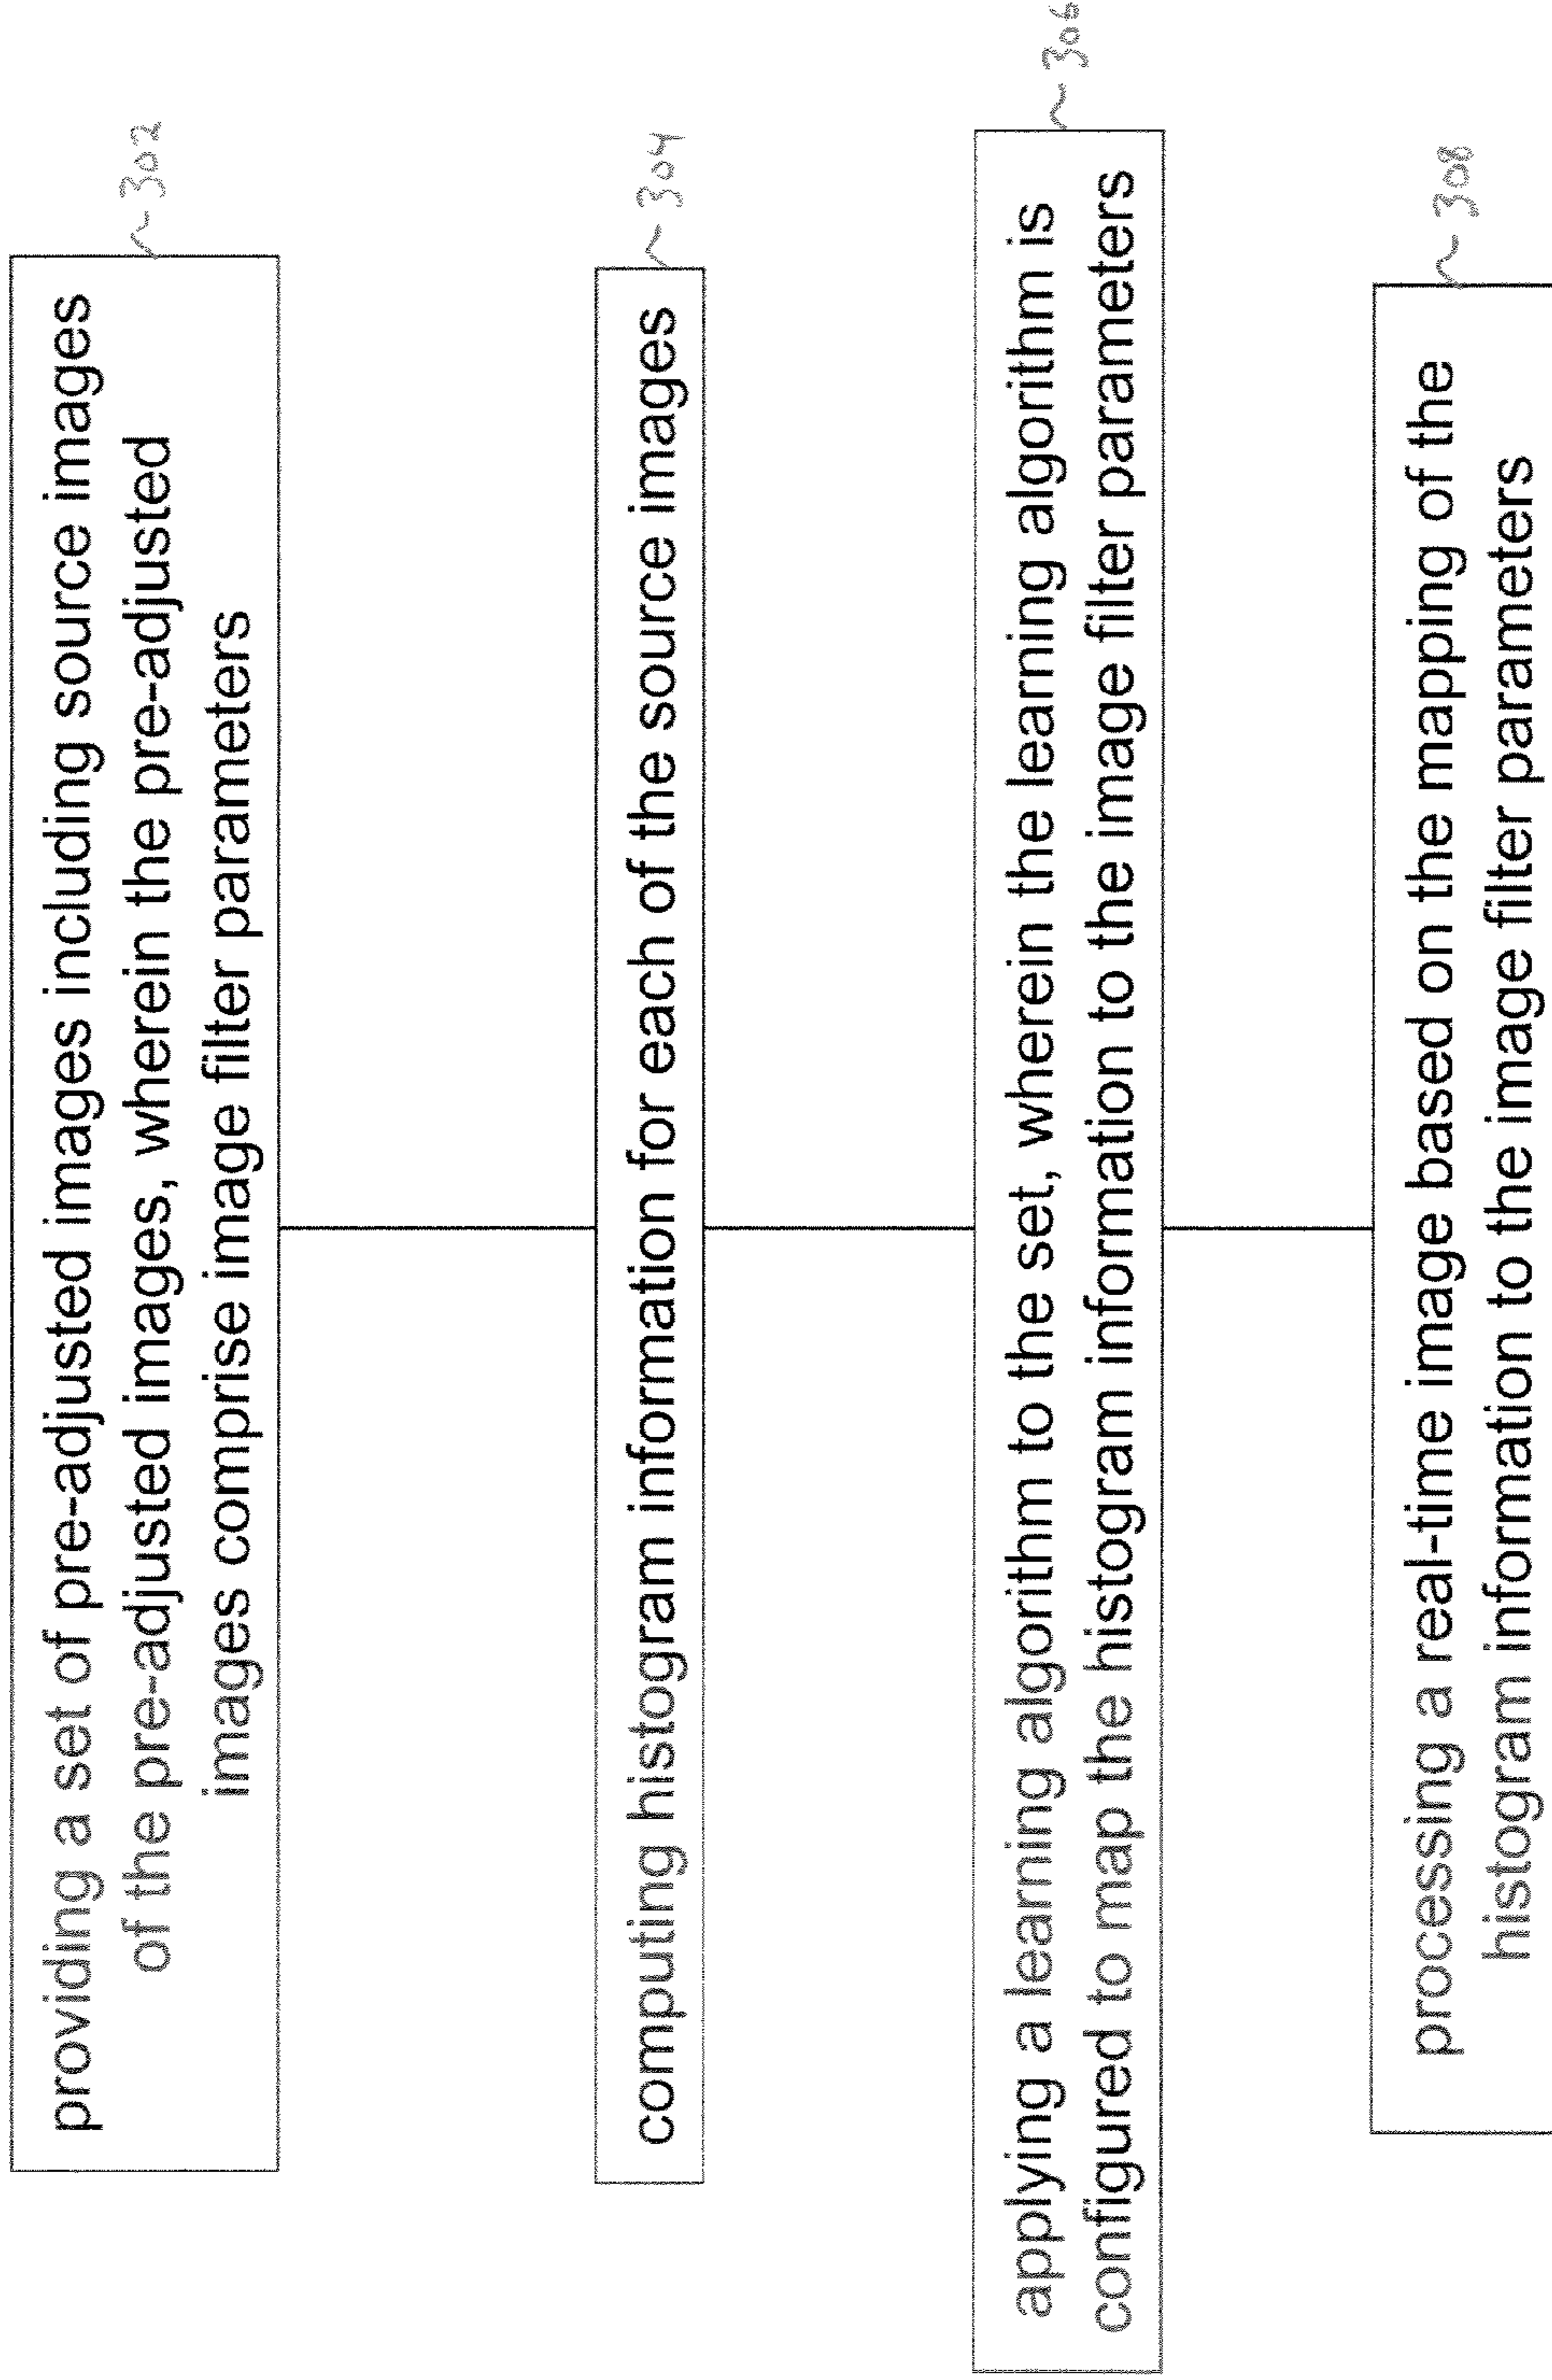 providing a set of pre-adjusted images including source images
of the pre-adjusted images, wherein the pre-adjusted
images comprise image filter parameters
~302
computing histogram information for each of the source images
~304
applying a learning algorithm to the set, wherein the learning algorithm is
configured to map the histogram information to the image filter parameters
~306
processing a real-time image based on the mapping of the
histogram information to the image filter parameters
~308